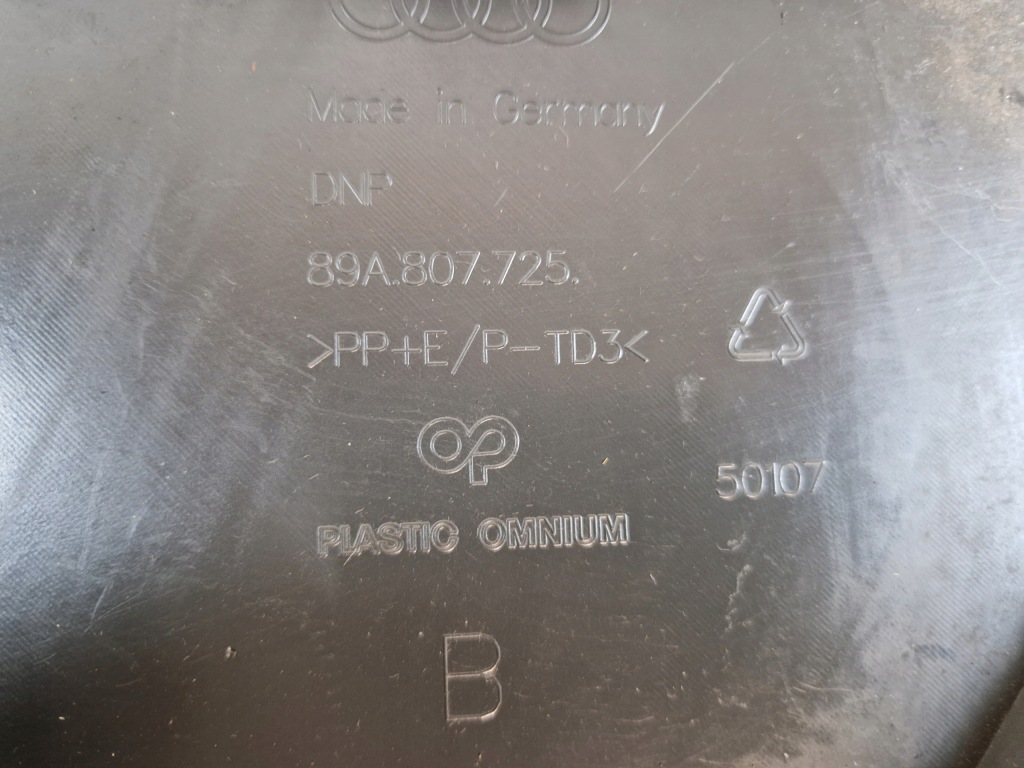 Made in Germany
DNP
89A.807.725.
>PP+E/P-TD3<
50107
PLASTIC OMNIUM
B